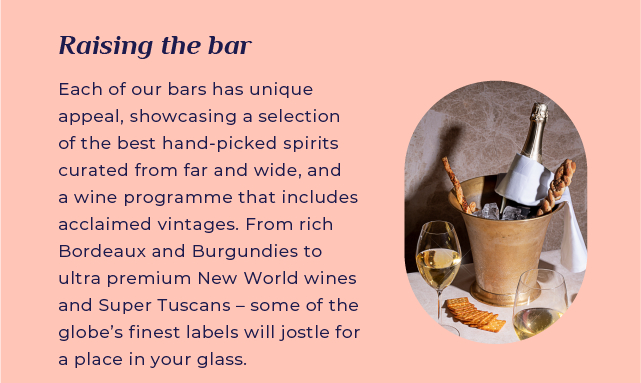 Raising the bar
Each of our bars has unique
appeal, showcasing a selection
of the best hand-picked spirits
curated from far and wide, and
a wine programme that includes
acclaimed vintages. From rich
Bordeaux and Burgundies to
ultra premium New World wines
and Super Tuscans – some of the
globe’s finest labels will jostle for
a place in your glass.